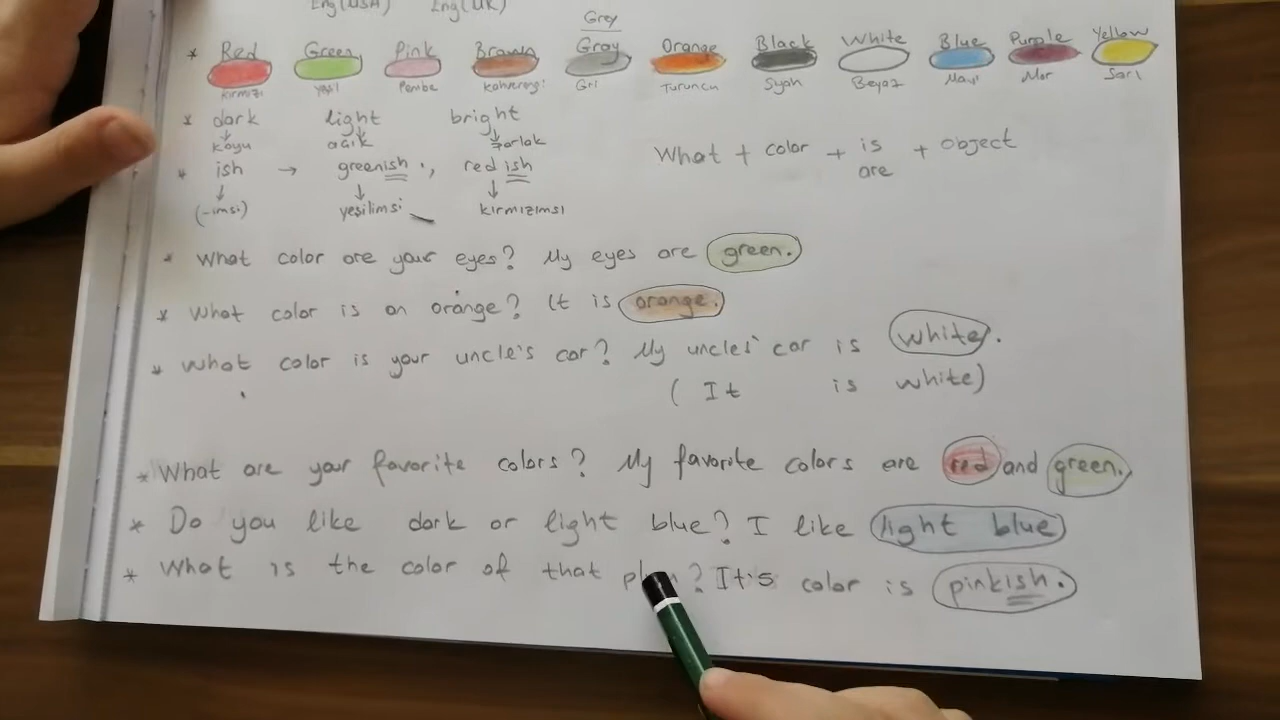 Eng(USA) Eng(UK)
Grey
* Red Green Pink Brown Gray Orange Black White Blue Purple Yellow
kırmızı yeşil Pembe kahverengi Gri Turuncu Siyah Beyaz Mavi Mor Sarı
* dark light bright
koyu açık parlak
What + color + is + object
are
* ish → greenish, redish
(-ımsı) yeşilimsi kırmızımsı
* What color are your eyes? My eyes are green.
* What color is an orange? It is orange.
* What color is your uncle's car? My uncles' car is white.
( It is white)
* What are your favorite colors? My favorite colors are red and green.
* Do you like dark or light blue? I like light blue
* What is the color of that ? It's color is pinkish.